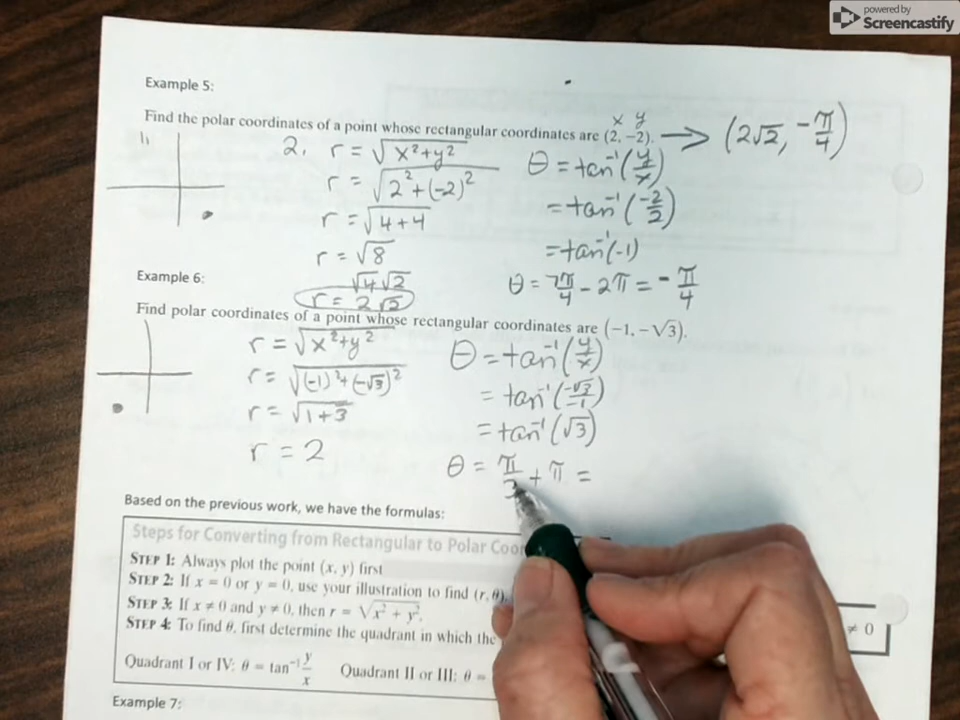 powered by
Screencastify
Example 5:
x y
Find the polar coordinates of a point whose rectangular coordinates are (2, −2). → (2√2, −π/4)
2. r = √x²+y²
θ = tan⁻¹(y/x)
r = √2²+(-2)²
= tan⁻¹(-2/2)
r = √4+4
= tan⁻¹(-1)
r = √8
√4√2
θ = 7π/4 - 2π = -π/4
r = 2√2
Example 6:
Find polar coordinates of a point whose rectangular coordinates are (−1, −√3).
r = √x²+y²
θ = tan⁻¹(y/x)
r = √(-1)²+(-√3)²
= tan⁻¹(-√3/-1)
r = √1+3
= tan⁻¹(√3)
r = 2
θ = π/3 + π =
Based on the previous work, we have the formulas:
Steps for Converting from Rectangular to Polar
STEP 1: Always plot the point (x, y) first
STEP 2: If x = 0 or y = 0, use your illustration to find (r, θ).
STEP 3: If x ≠ 0 and y ≠ 0, then r = √x² + y².
STEP 4: To find θ, first determine the quadrant in which the
≠ 0
Quadrant I or IV: θ = tan⁻¹ y/x Quadrant II or III: θ =
Example 7: